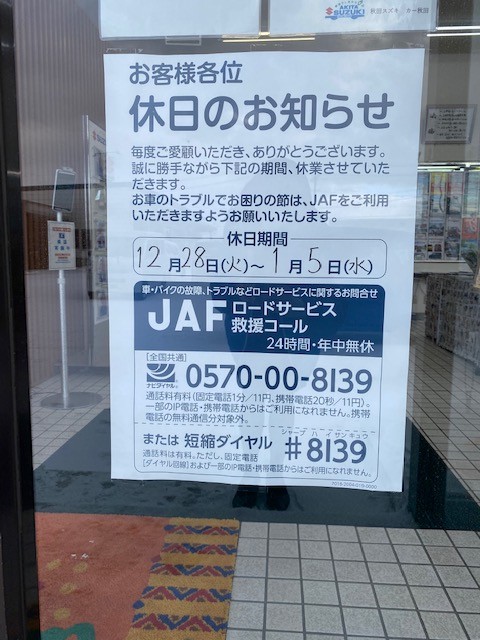 AKITA
SUZUKI
秋田スズキ
カー秋田
お客様各位
休日のお知らせ
毎度ご愛顧いただき、ありがとうございます。
誠に勝手ながら下記の期間、休業させていた
だきます。
お車のトラブルでお困りの節は、JAFをご利用
いただきますようお願いいたします。
休日期間
12月28日(火)～1月5日(水)
車・バイクの故障、トラブルなどロードサービスに関するお問合せ
JAF ロードサービス
救援コール
24時間・年中無休
[全国共通]
ナビダイヤル 0570-00-8139
通話料有料(固定電話1分/11円、携帯電話20秒/11円)。
一部のIP電話・携帯電話からはご利用になれません。携帯
電話の無料通信分対象外。
シャープ ハイ サンキュウ
または 短縮ダイヤル #8139
通話料は有料。ただし、固定電話
[ダイヤル回線]および一部のIP電話・携帯電話からはご利用になれません。